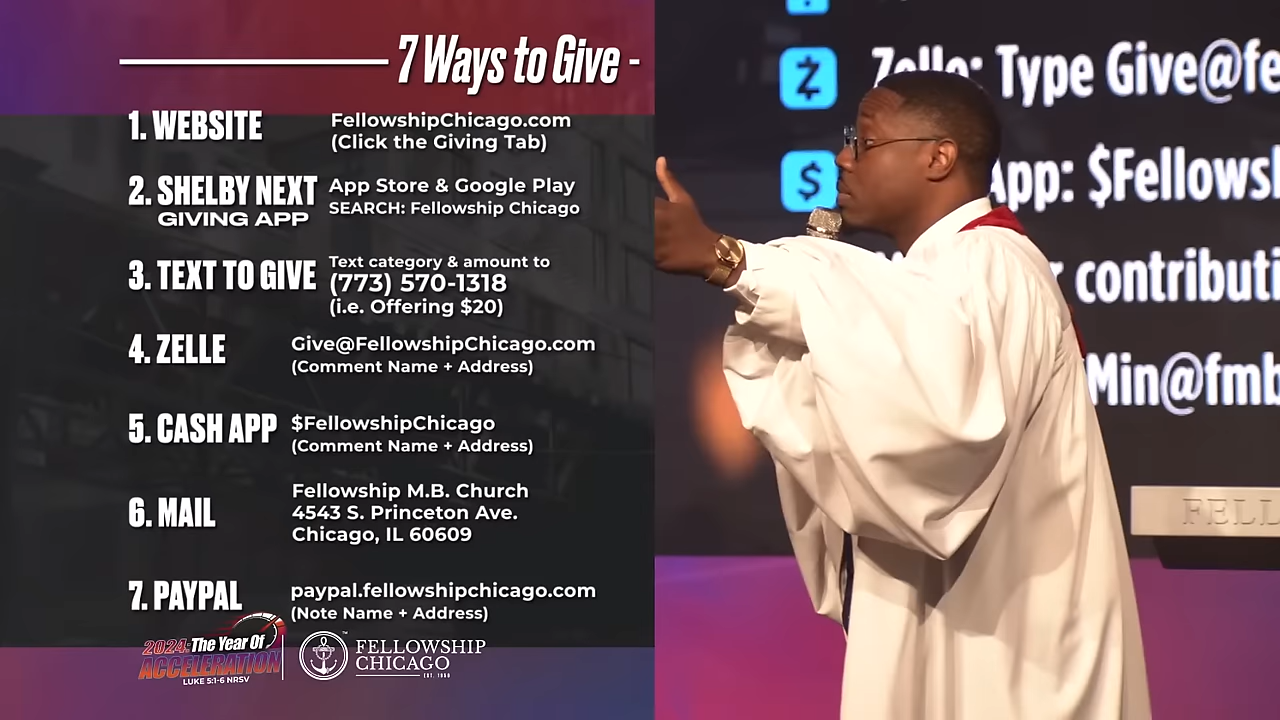 7 Ways to Give -
1. WEBSITE
FellowshipChicago.com
(Click the Giving Tab)
2. SHELBY NEXT
GIVING APP
App Store & Google Play
SEARCH: Fellowship Chicago
3. TEXT TO GIVE
Text category & amount to
(773) 570-1318
(i.e. Offering $20)
4. ZELLE
Give@FellowshipChicago.com
(Comment Name + Address)
5. CASH APP
$FellowshipChicago
(Comment Name + Address)
6. MAIL
Fellowship M.B. Church
4543 S. Princeton Ave.
Chicago, IL 60609
7. PAYPAL
paypal.fellowshipchicago.com
(Note Name + Address)
2024: The Year Of
ACCELERATION
LUKE 5:1-6 NRSV
FELLOWSHIP
CHICAGO
EST. 1950
Zelle: Type Give@fe
$
App: $Fellowsh
r contributi
Min@fmb
FELL